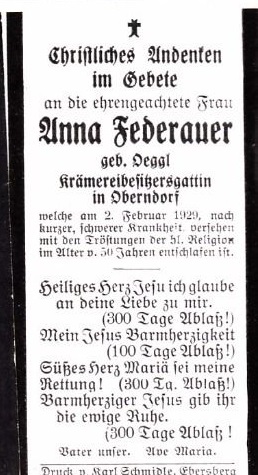 Christliches Andenken
im Gebete
an die ehrengeachtete Frau
Anna Federauer
geb. Oeggl
Krämereibesitzersgattin
in Oberndorf
welche am 2. Februar 1929, nach
kurzer, schwerer Krankheit, versehen
mit den Tröstungen der hl. Religion
im Alter v. 50 Jahren entschlafen ist.
Heiliges Herz Jesu ich glaube
an deine Liebe zu mir.
(300 Tage Ablaß!)
Mein Jesus Barmherzigkeit
(100 Tage Ablaß!)
Süßes Herz Mariä sei meine
Rettung! (300 Tg. Ablaß!)
Barmherziger Jesus gib ihr
die ewige Ruhe.
(300 Tage Ablaß!
Vater unser. Ave Maria.
Druck v. Karl Schmidle, Ebersberg